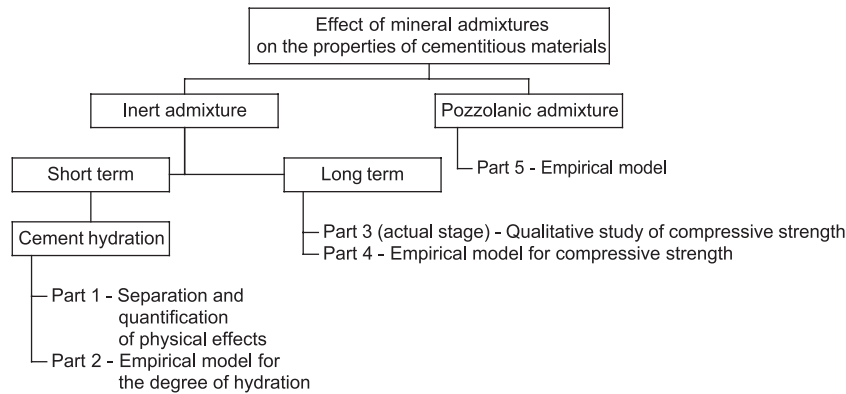 Effect of mineral admixtures
on the properties of cementitious materials
Inert admixture
Pozzolanic admixture
Part 5 - Empirical model
Short term
Long term
Cement hydration
Part 3 (actual stage) - Qualitative study of compressive strength
Part 4 - Empirical model for compressive strength
Part 1 - Separation and
quantification
of physical effects
Part 2 - Empirical model for
the degree of hydration